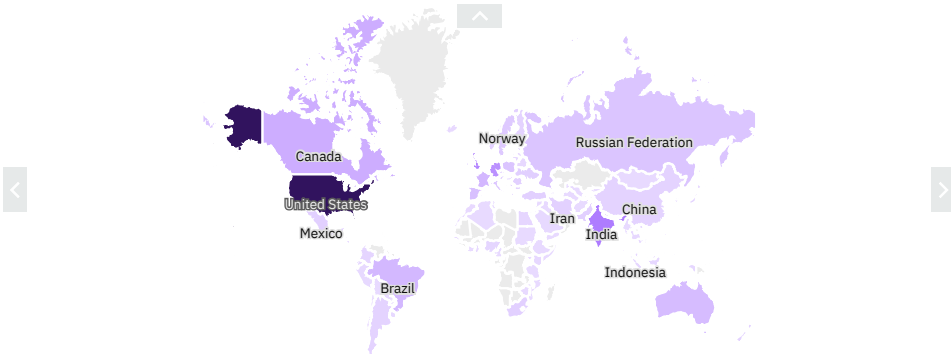 Norway
Russian Federation
Canada
United States
China
Iran
Mexico
India
Indonesia
Brazil